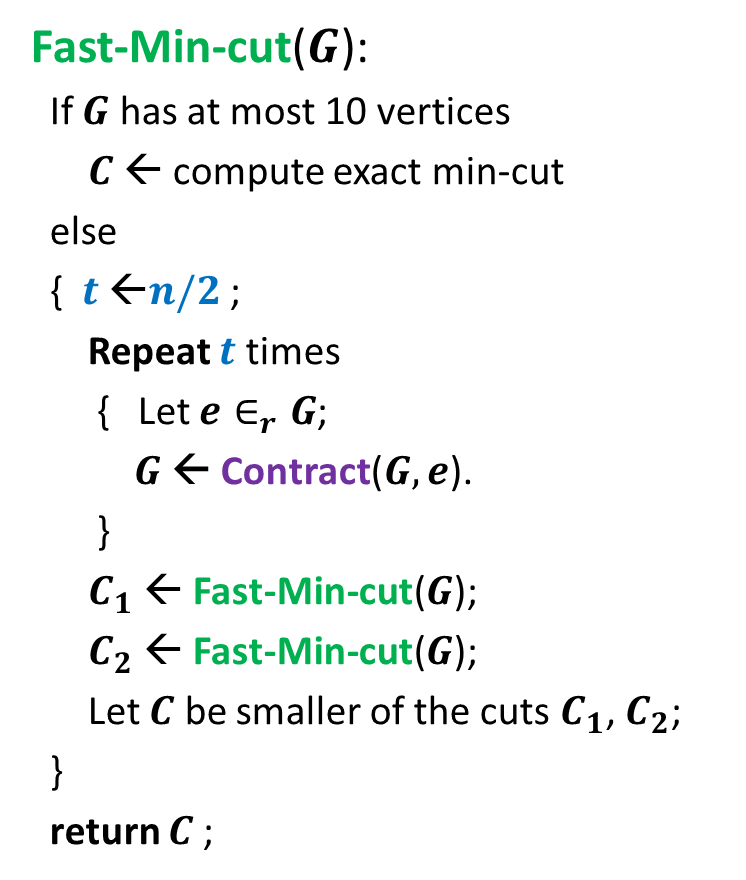 Fast-Min-cut(G):
If G has at most 10 vertices
C ← compute exact min-cut
else
{ t ←n/2 ;
Repeat t times
{ Let e ∈r G;
G ← Contract(G, e).
}
C1 ← Fast-Min-cut(G);
C2 ← Fast-Min-cut(G);
Let C be smaller of the cuts C1, C2;
}
return C ;